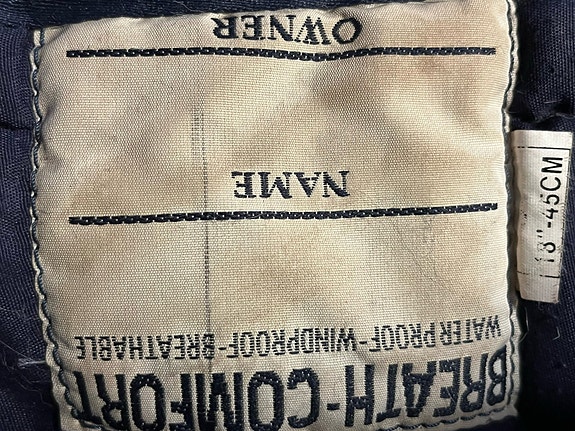 BREATH-COMFORT
WATER PROOF-WINDPROOF-BREATHABLE
NAME
OWNER
18"-45CM